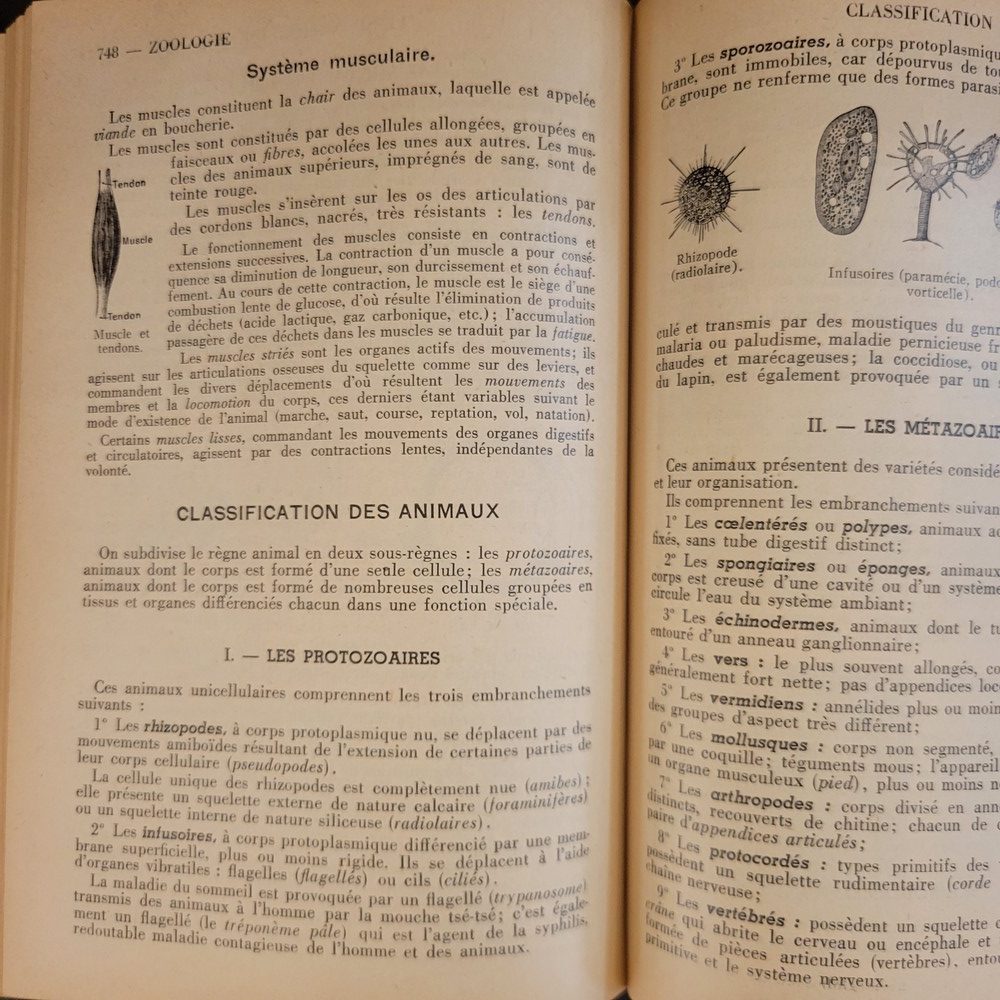 748 — ZOOLOGIE
Système musculaire.
Les muscles constituent la chair des animaux, laquelle est appelée
viande en boucherie.
Les muscles sont constitués par des cellules allongées, groupées en
faisceaux ou fibres, accolées les unes aux autres. Les mus-
cles des animaux supérieurs, imprégnés de sang, sont de
teinte rouge.
Les muscles s'insèrent sur les os des articulations par
des cordons blancs, nacrés, très résistants : les tendons.
Le fonctionnement des muscles consiste en contractions et
extensions successives. La contraction d'un muscle a pour consé-
quence sa diminution de longueur, son durcissement et son échauf-
fement. Au cours de cette contraction, le muscle est le siège d'une
combustion lente de glucose, d'où résulte l'élimination de produits
de déchets (acide lactique, gaz carbonique, etc.) ; l'accumulation
passagère de ces déchets dans les muscles se traduit par la fatigue.
Tendon
Muscle
Tendon
Muscle et
tendons.
Les muscles striés sont les organes actifs des mouvements; ils
agissent sur les articulations osseuses du squelette comme sur des leviers, et
commandent les divers déplacements d'où résultent les mouvements des
membres et la locomotion du corps, ces derniers étant variables suivant le
mode d'existence de l'animal (marche, saut, course, reptation, vol, natation).
Certains muscles lisses, commandant les mouvements des organes digestifs
et circulatoires, agissent par des contractions lentes, indépendantes de la
volonté.
CLASSIFICATION DES ANIMAUX
On subdivise le règne animal en deux sous-règnes : les protozoaires,
animaux dont le corps est formé d'une seule cellule; les métazoaires,
animaux dont le corps est formé de nombreuses cellules groupées en
tissus et organes différenciés chacun dans une fonction spéciale.
I. — LES PROTOZOAIRES
Ces animaux unicellulaires comprennent les trois embranchements
suivants :
1° Les rhizopodes, à corps protoplasmique nu, se déplacent par des
mouvements amiboïdes résultant de l'extension de certaines parties de
leur corps cellulaire (pseudopodes).
La cellule unique des rhizopodes est complètement nue (amibes) ;
elle présente un squelette externe de nature calcaire (foraminifères)
ou un squelette interne de nature siliceuse (radiolaires).
2° Les infusoires, à corps protoplasmique différencié par une mem-
brane superficielle, plus ou moins rigide. Ils se déplacent à l'aide
d'organes vibratiles : flagelles (flagellés) ou cils (ciliés).
La maladie du sommeil est provoquée par un flagellé (trypanosome)
transmis des animaux à l'homme par la mouche tsé-tsé; c'est égale-
ment un flagellé (le tréponème pâle) qui est l'agent de la syphilis,
redoutable maladie contagieuse de l'homme et des animaux.
CLASSIFICATION
3° Les sporozoaires, à corps protoplasmiqu
brane, sont immobiles, car dépourvus de to
Ce groupe ne renferme que des formes parasi
Rhizopode
(radiolaire).
Infusoires (paramécie, podo
vorticelle).
culé et transmis par des moustiques du genr
malaria ou paludisme, maladie pernicieuse fr
chaudes et marécageuses; la coccidiose, ou
du lapin, est également provoquée par un s
II. — LES MÉTAZOAIR
Ces animaux présentent des variétés considé
et leur organisation.
Ils comprennent les embranchements suivan
1° Les cœlentérés ou polypes, animaux aq
fixés, sans tube digestif distinct;
2° Les spongiaires ou éponges, animaux
corps est creusé d'une cavité ou d'un système
circule l'eau du système ambiant;
3° Les échinodermes, animaux dont le tu
entouré d'un anneau ganglionnaire;
4° Les vers : le plus souvent allongés, co
généralement fort nette; pas d'appendices loc
5° Les vermidiens : annélides plus ou moin
des groupes d'aspect très différent;
6° Les mollusques : corps non segmenté,
par une coquille; téguments mous; l'appareil
un organe musculeux (pied), plus ou moins n
7° Les arthropodes : corps divisé en ann
distincts, recouverts de chitine; chacun de c
paire d'appendices articulés;
8° Les protocordés : types primitifs des
possèdent un squelette rudimentaire (corde
chaîne nerveuse;
9° Les vertébrés : possèdent un squelette
crâne qui abrite le cerveau ou encéphale et
formée de pièces articulées (vertèbres), ento
primitive et le système nerveux.